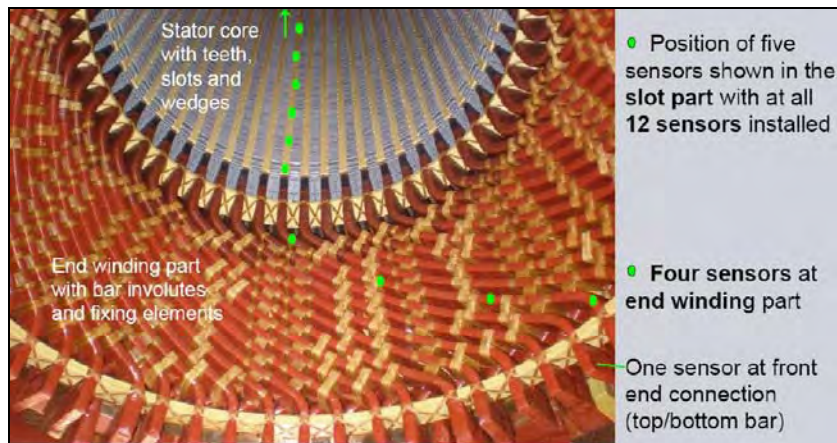 Stator core
with teeth,
slots and
wedges
Position of five
sensors shown in the
slot part with at all
12 sensors installed
End winding part
with bar involutes
and fixing elements
Four sensors at
end winding part
One sensor at front
end connection
(top/bottom bar)